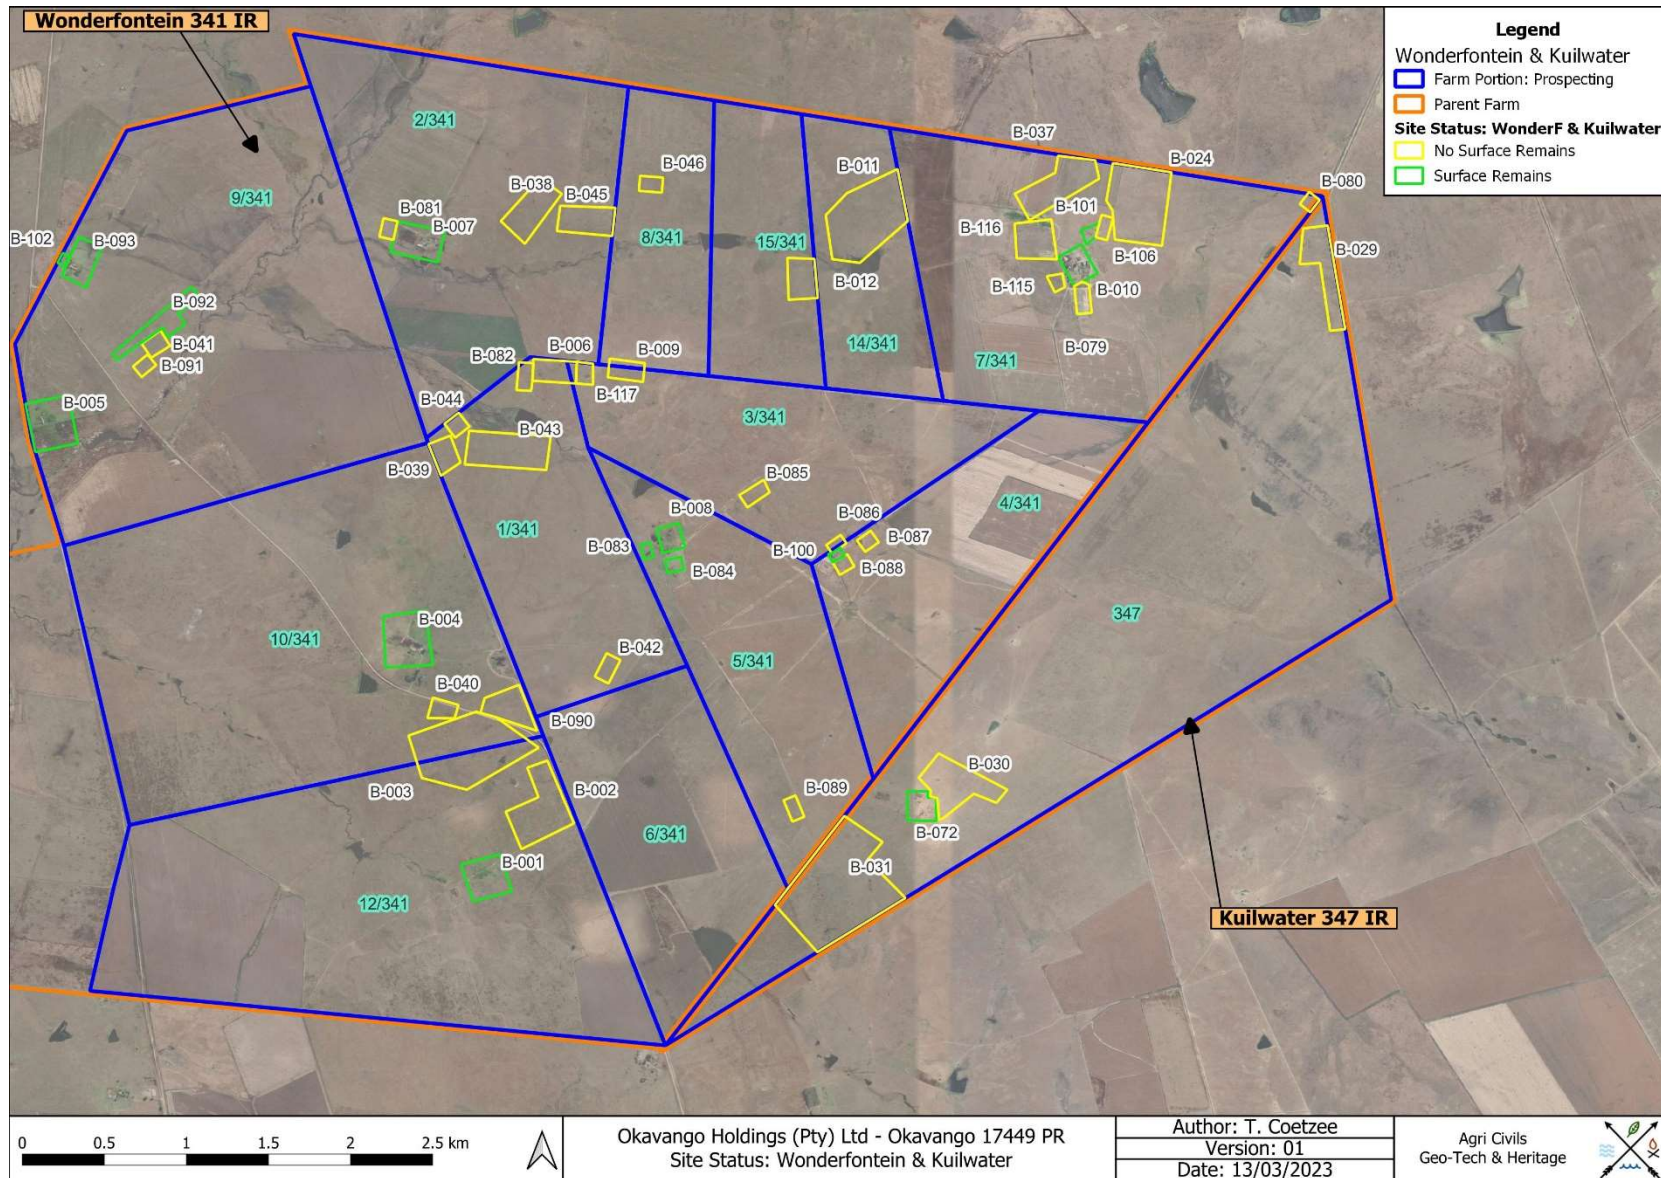 Wonderfontein 341 IR
Legend
Wonderfontein & Kuilwater
Farm Portion: Prospecting
Parent Farm
Site Status: WonderF & Kuilwater
No Surface Remains
Surface Remains
2/341
B-037
B-024
B-046
B-011
B-080
B-038
B-045
9/341
B-081
B-007
B-101
B-116
8/341
15/341
B-102
B-093
B-106
B-029
B-012
B-115
B-010
B-092
B-041
B-091
B-082
B-006
B-009
14/341
B-079
7/341
B-117
B-005
B-044
3/341
B-043
B-039
B-085
4/341
B-008
1/341
B-086
B-087
B-083
B-100
B-084
B-088
B-004
347
10/341
B-042
5/341
B-040
B-090
B-030
B-003
B-002
B-089
6/341
B-072
B-001
B-031
12/341
Kuilwater 347 IR
0 0.5 1 1.5 2 2.5 km
Okavango Holdings (Pty) Ltd - Okavango 17449 PR
Site Status: Wonderfontein & Kuilwater
Author: T. Coetzee
Version: 01
Date: 13/03/2023
Agri Civils
Geo-Tech & Heritage